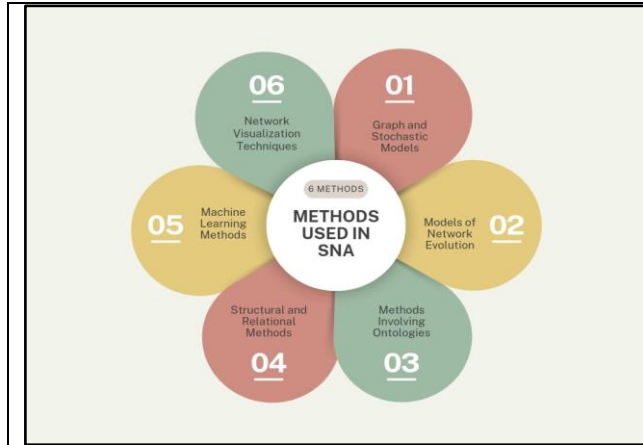 6 METHODS
METHODS
USED IN
SNA
01
Graph and
Stochastic
Models
Models of
Network
Evolution
02
Methods
Involving
Ontologies
03
Structural and
Relational
Methods
04
05
Machine
Learning
Methods
06
Network
Visualization
Techniques